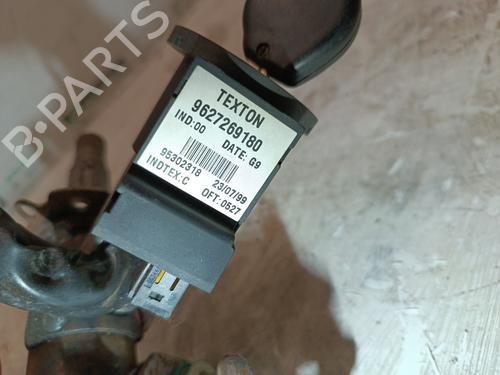 B-PARTS
TEXTON
9627269180
IND:00 DATE: G9
95302318 23/07/99
INDTEX:C OFT:0527